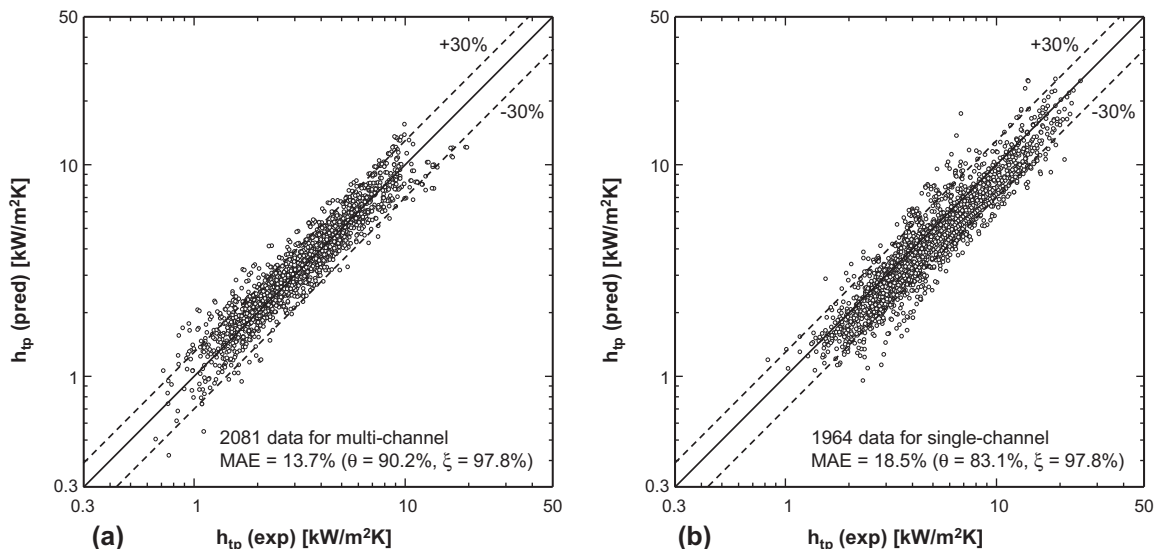 50
10
1
0.3
h_tp (pred) [kW/m²K]
+30%
-30%
2081 data for multi-channel
MAE = 13.7% (θ = 90.2%, ξ = 97.8%)
0.3 1 10 50
(a) h_tp (exp) [kW/m²K]
50
10
1
0.3
h_tp (pred) [kW/m²K]
+30%
-30%
1964 data for single-channel
MAE = 18.5% (θ = 83.1%, ξ = 97.8%)
0.3 1 10 50
(b) h_tp (exp) [kW/m²K]